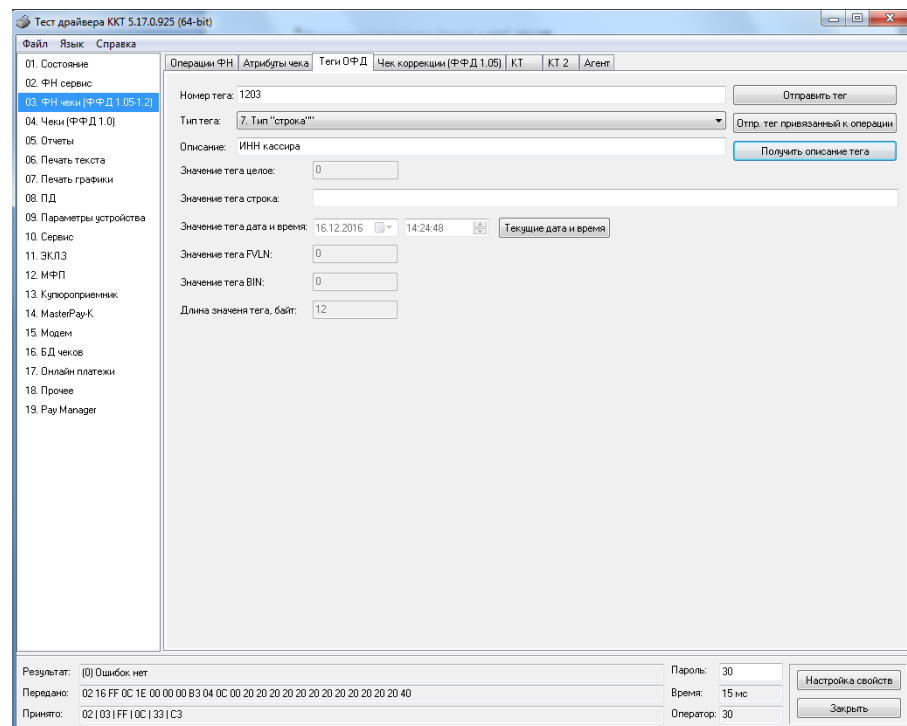 Тест драйвера ККТ 5.17.0.925 (64-bit)
Файл Язык Справка
01. Состояние
02. ФН сервис
03. ФН чеки (ФФД 1.05-1.2)
04. Чеки (ФФД 1.0)
05. Отчеты
06. Печать текста
07. Печать графики
08. ПД
09. Параметры устройства
10. Сервис
11. ЭКЛЗ
12. МФП
13. Купюроприемник
14. MasterPay-K
15. Модем
16. БД чеков
17. Онлайн платежи
18. Прочее
19. Pay Manager
Операции ФН Атрибуты чека Теги ОФД Чек коррекции (ФФД 1.05) КТ КТ 2 Агент
Номер тега: 1203 Отправить тег
Тип тега: 7. Тип "строка"" Отпр. тег привязанный к операции
Описание: ИНН кассира Получить описание тега
Значение тега целое: 0
Значение тега строка:
Значение тега дата и время: 16.12.2016 14:24:48 Текущие дата и время
Значение тега FVLN: 0
Значение тега BIN: 0
Длина значеня тега, байт: 12
Результат: (0) Ошибок нет Пароль: 30 Настройка свойств
Передано: 02 16 FF 0C 1E 00 00 00 B3 04 0C 00 20 20 20 20 20 20 20 20 20 20 20 20 40 Время: 15 мс
Принято: 02 | 03 | FF | 0C | 33 | C3 Оператор: 30 Закрыть